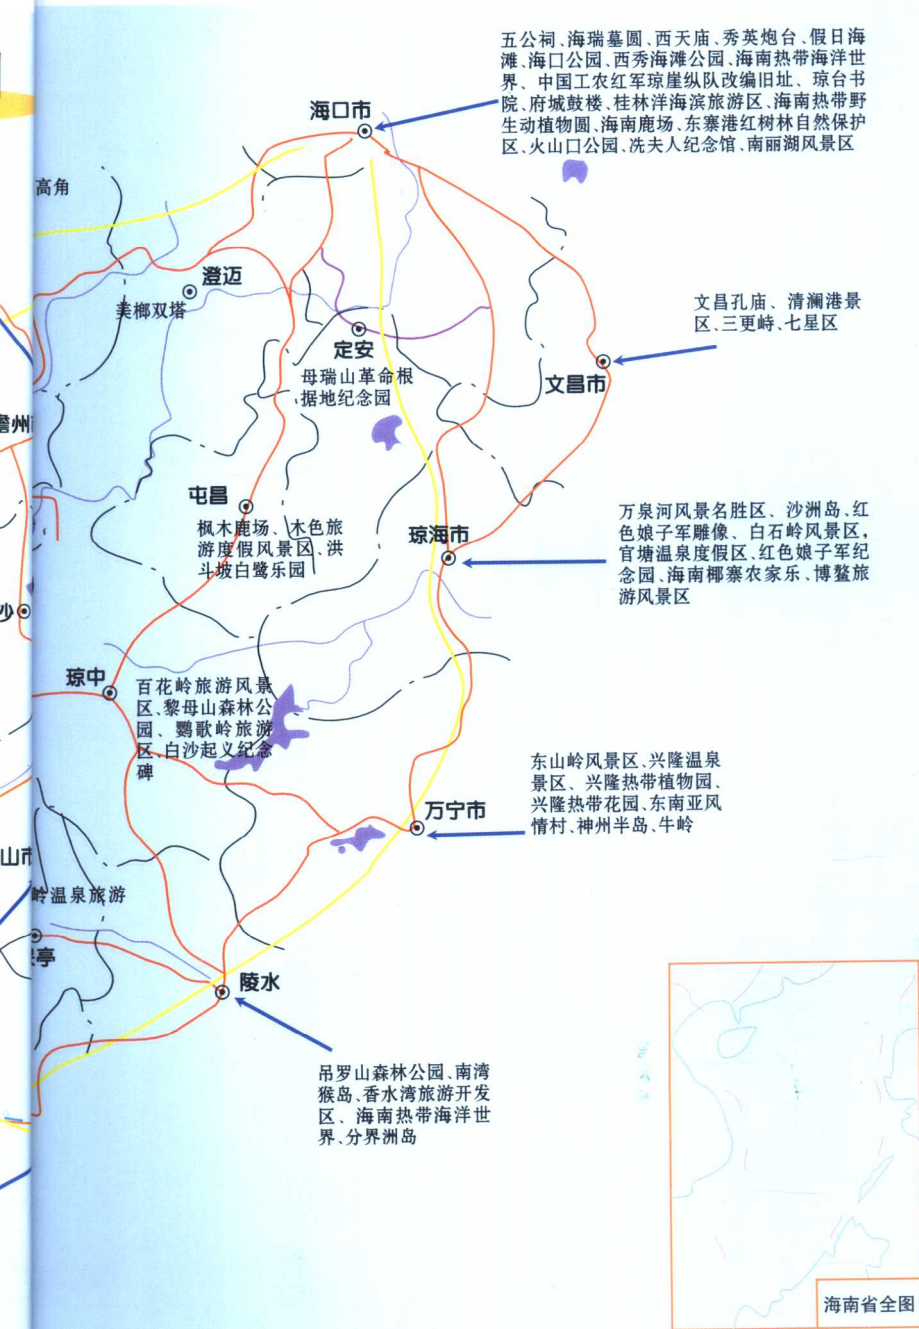 五公祠、海瑞墓圆、西天庙、秀英炮台、假日海
滩、海口公园、西秀海滩公园、海南热带海洋世
界、中国工农红军琼崖纵队改编旧址、琼台书
院、府城鼓楼、桂林洋海滨旅游区、海南热带野
生动植物圆、海南鹿场、东寨港红树林自然保护
区、火山口公园、冼夫人纪念馆、南丽湖风景区
海口市
高角
澄迈
美榔双塔
定安
母瑞山革命根
据地纪念园
文昌孔庙、清澜港景
区、三更峙、七星区
文昌市
儋州
屯昌
枫木鹿场、木色旅
游度假风景区、洪
斗坡白鹭乐园
琼海市
万泉河风景名胜区、沙洲岛、红
色娘子军雕像、白石岭风景区，
官塘温泉度假区、红色娘子军纪
念园、海南椰寨农家乐、博鳌旅
游风景区
沙
琼中
百花岭旅游风景
区、黎母山森林公
园、鹦歌岭旅游
区、白沙起义纪念
碑
东山岭风景区、兴隆温泉
景区、兴隆热带植物园、
兴隆热带花园、东南亚风
情村、神州半岛、牛岭
万宁市
山市
岭温泉旅游
亭
陵水
吊罗山森林公园、南湾
猴岛、香水湾旅游开发
区、海南热带海洋世
界、分界洲岛
海南省全图